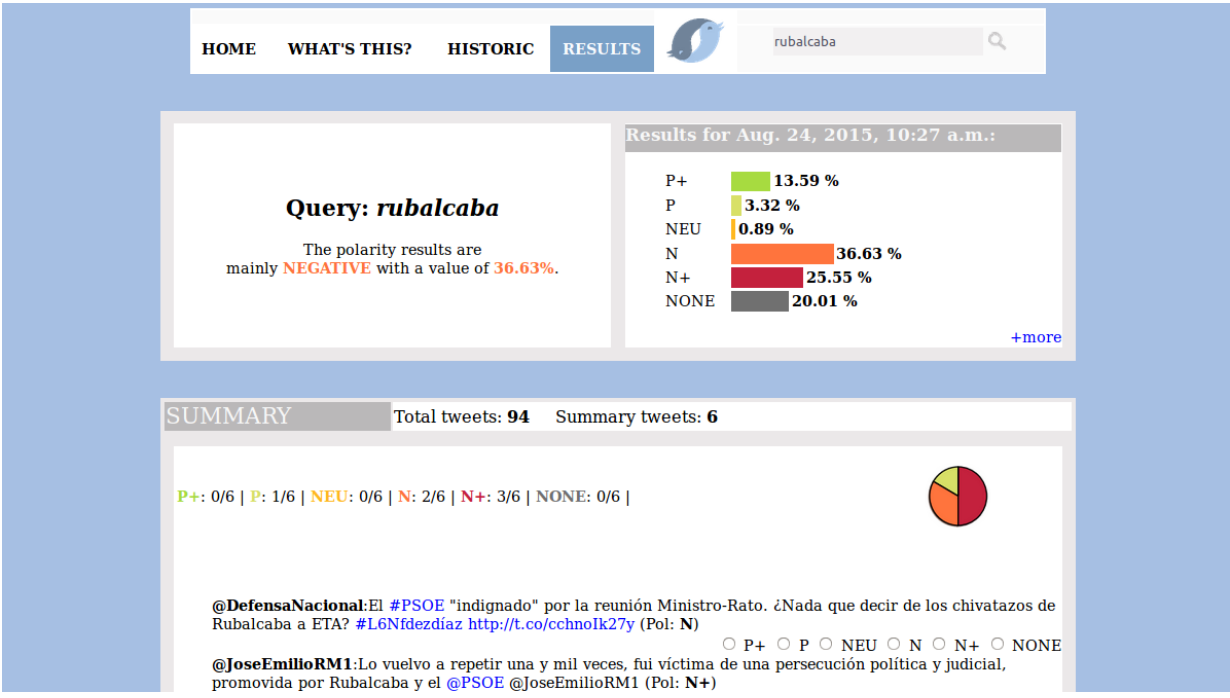 HOME WHAT'S THIS? HISTORIC RESULTS rubalcaba
Query: rubalcaba
The polarity results are
mainly NEGATIVE with a value of 36.63%.
Results for Aug. 24, 2015, 10:27 a.m.:
P+ 13.59 %
P 3.32 %
NEU 0.89 %
N 36.63 %
N+ 25.55 %
NONE 20.01 %
+more
SUMMARY Total tweets: 94 Summary tweets: 6
P+: 0/6 | P: 1/6 | NEU: 0/6 | N: 2/6 | N+: 3/6 | NONE: 0/6 |
@DefensaNacional:El #PSOE "indignado" por la reunión Ministro-Rato. ¿Nada que decir de los chivatazos de
Rubalcaba a ETA? #L6Nfdezdíaz http://t.co/cchnoIk27y (Pol: N)
P+ P NEU N N+ NONE
@JoseEmilioRM1:Lo vuelvo a repetir una y mil veces, fui víctima de una persecución política y judicial,
promovida por Rubalcaba y el @PSOE @JoseEmilioRM1 (Pol: N+)